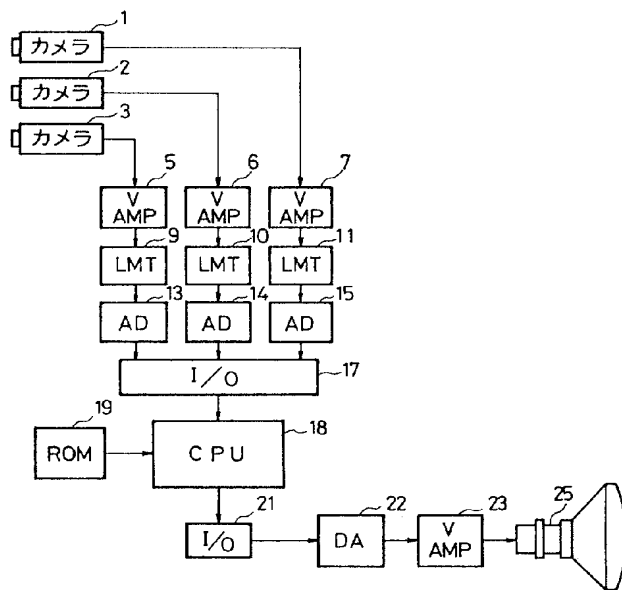 1
カメラ
2
カメラ
3
カメラ
5
6
7
V AMP
V AMP
V AMP
9
10
11
LMT
LMT
LMT
13
14
15
AD
AD
AD
I/O
17
19
18
ROM
CPU
21
22
23
25
I/O
DA
V AMP